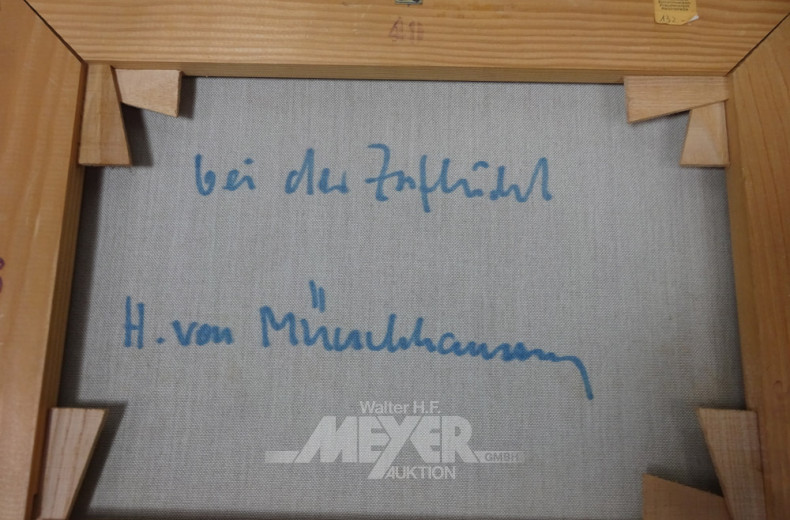 bei der Zuflucht
H. von Münchhausen
Walter H.F.
MEYER
GMBH
AUKTION